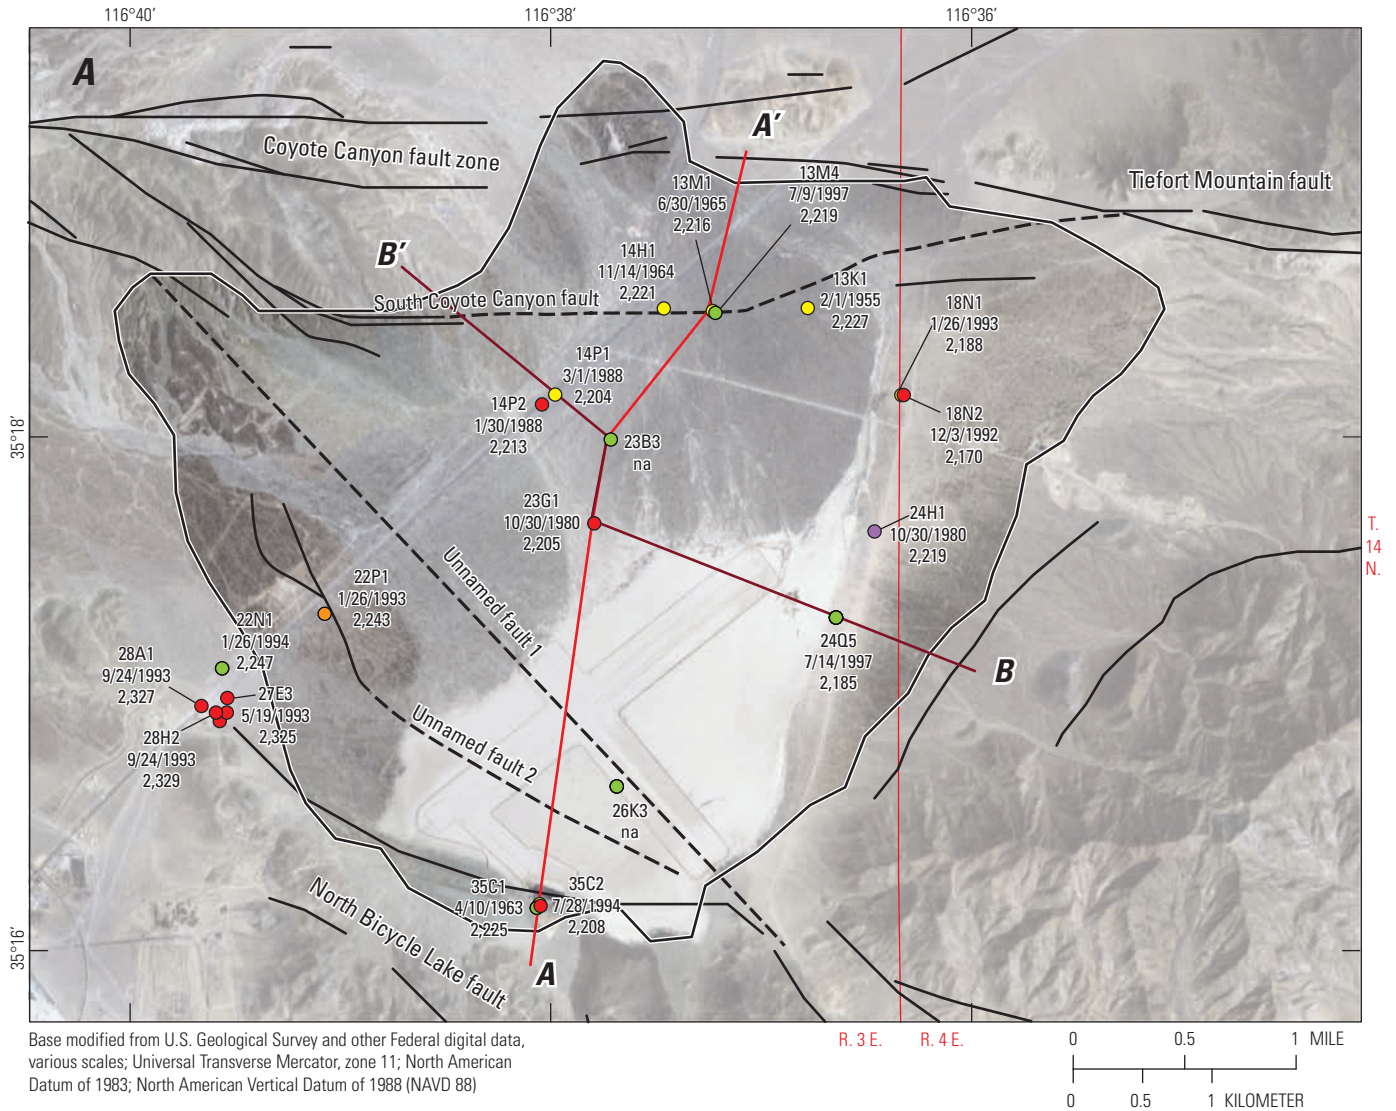 116°40′
116°38′
116°36′
A
Coyote Canyon fault zone
A′
13M1
6/30/1965
2,216
13M4
7/9/1997
2,219
Tiefort Mountain fault
B′
14H1
11/14/1964
2,221
South Coyote Canyon fault
13K1
2/1/1955
2,227
18N1
1/26/1993
2,188
14P1
3/1/1988
2,204
14P2
1/30/1988
2,213
18N2
12/3/1992
2,170
35°18′
23B3
na
23G1
10/30/1980
2,205
24H1
10/30/1980
2,219
T.
14
N.
Unnamed fault 1
22P1
1/26/1993
2,243
22N1
1/26/1994
2,247
24Q5
7/14/1997
2,185
B
28A1
9/24/1993
2,327
27E3
5/19/1993
2,325
28H2
9/24/1993
2,329
Unnamed fault 2
26K3
na
35C1
4/10/1963
2,225
35C2
7/28/1994
2,208
North Bicycle Lake fault
35°16′
A
Base modified from U.S. Geological Survey and other Federal digital data,
various scales; Universal Transverse Mercator, zone 11; North American
Datum of 1983; North American Vertical Datum of 1988 (NAVD 88)
R. 3 E.
R. 4 E.
0 0.5 1 MILE
0 0.5 1 KILOMETER